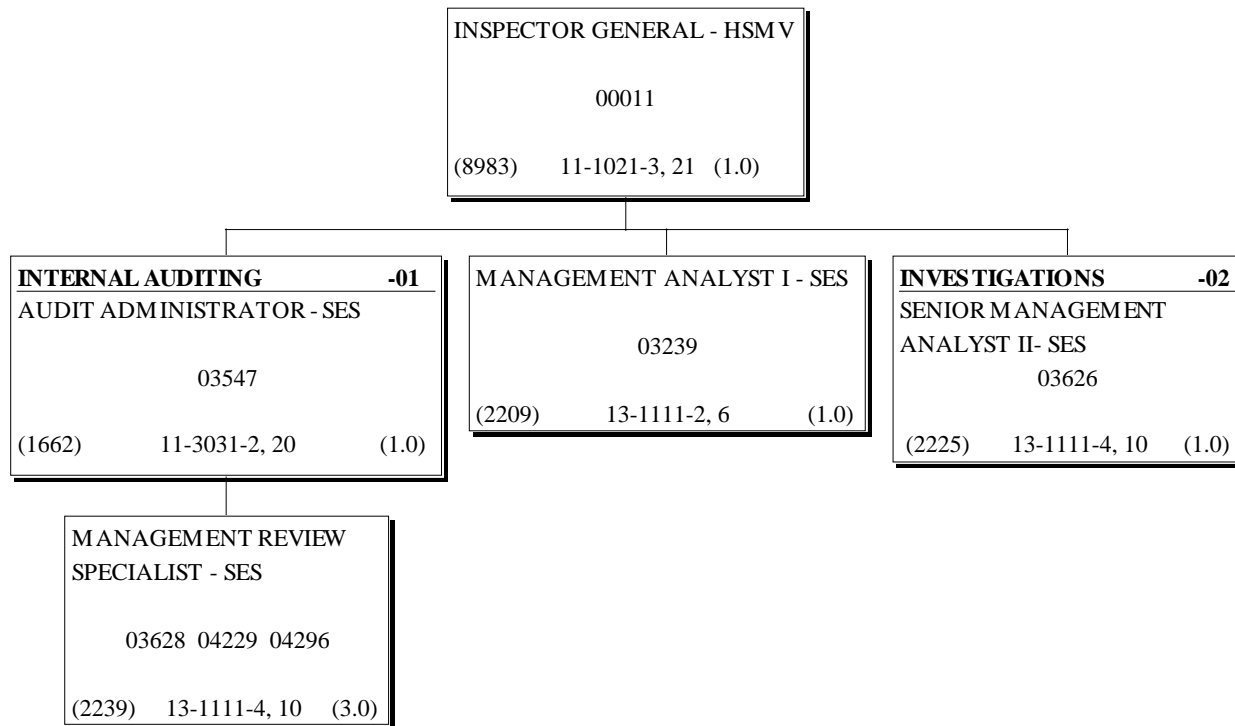 INSPECTOR GENERAL - HSMV
00011
(8983) 11-1021-3, 21 (1.0)
INTERNAL AUDITING -01
AUDIT ADMINISTRATOR - SES
03547
(1662) 11-3031-2, 20 (1.0)
MANAGEMENT ANALYST I - SES
03239
(2209) 13-1111-2, 6 (1.0)
INVESTIGATIONS -02
SENIOR MANAGEMENT
ANALYST II- SES
03626
(2225) 13-1111-4, 10 (1.0)
MANAGEMENT REVIEW
SPECIALIST - SES
03628 04229 04296
(2239) 13-1111-4, 10 (3.0)